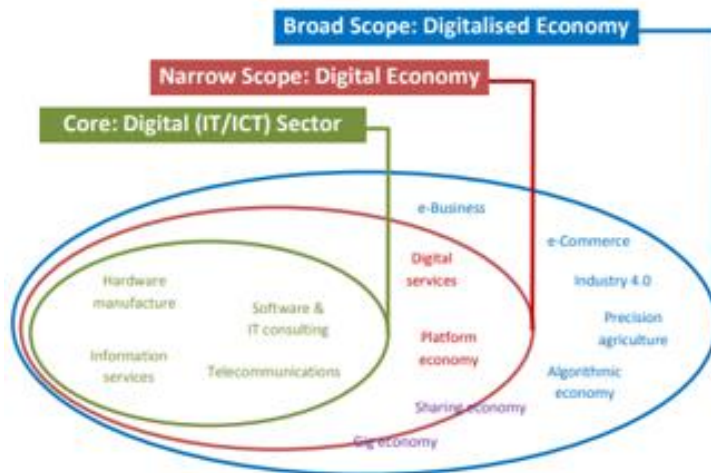 Broad Scope: Digitalised Economy
Narrow Scope: Digital Economy
Core: Digital (IT/ICT) Sector
e-Business
e-Commerce
Digital
services
Industry 4.0
Hardware
manufacture
Software &
IT consulting
Precision
agriculture
Platform
economy
Information
services
Telecommunications
Algorithmic
economy
Sharing economy
Gig economy